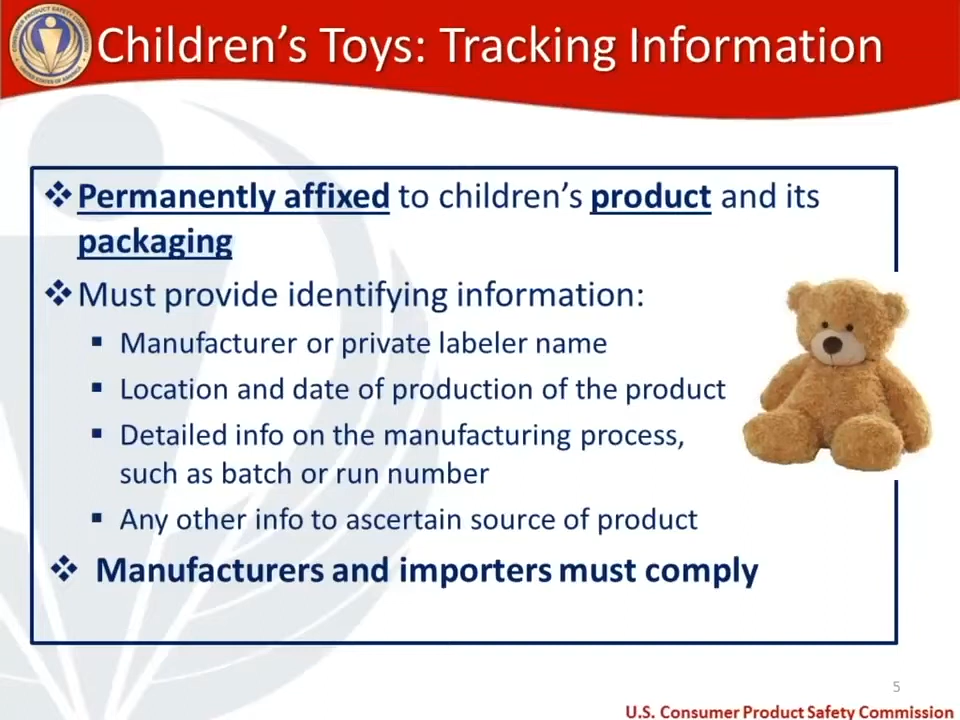 Children's Toys: Tracking Information
❖Permanently affixed to children's product and its
packaging
❖Must provide identifying information:
▪ Manufacturer or private labeler name
▪ Location and date of production of the product
▪ Detailed info on the manufacturing process,
such as batch or run number
▪ Any other info to ascertain source of product
❖ Manufacturers and importers must comply
5
U.S. Consumer Product Safety Commission